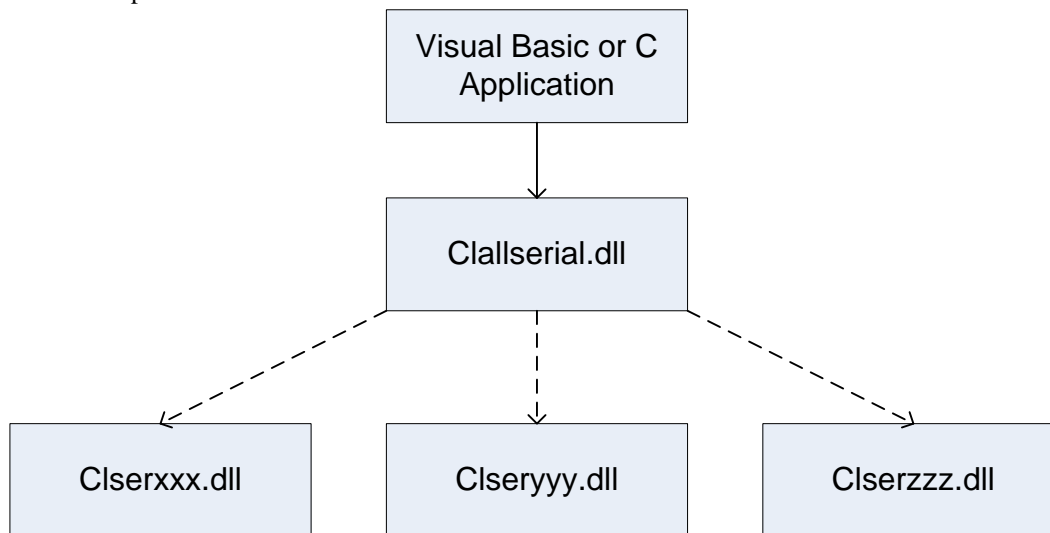 Visual Basic or C
Application
Clallserial.dll
Clserxxx.dll
Clseryyy.dll
Clserzzz.dll